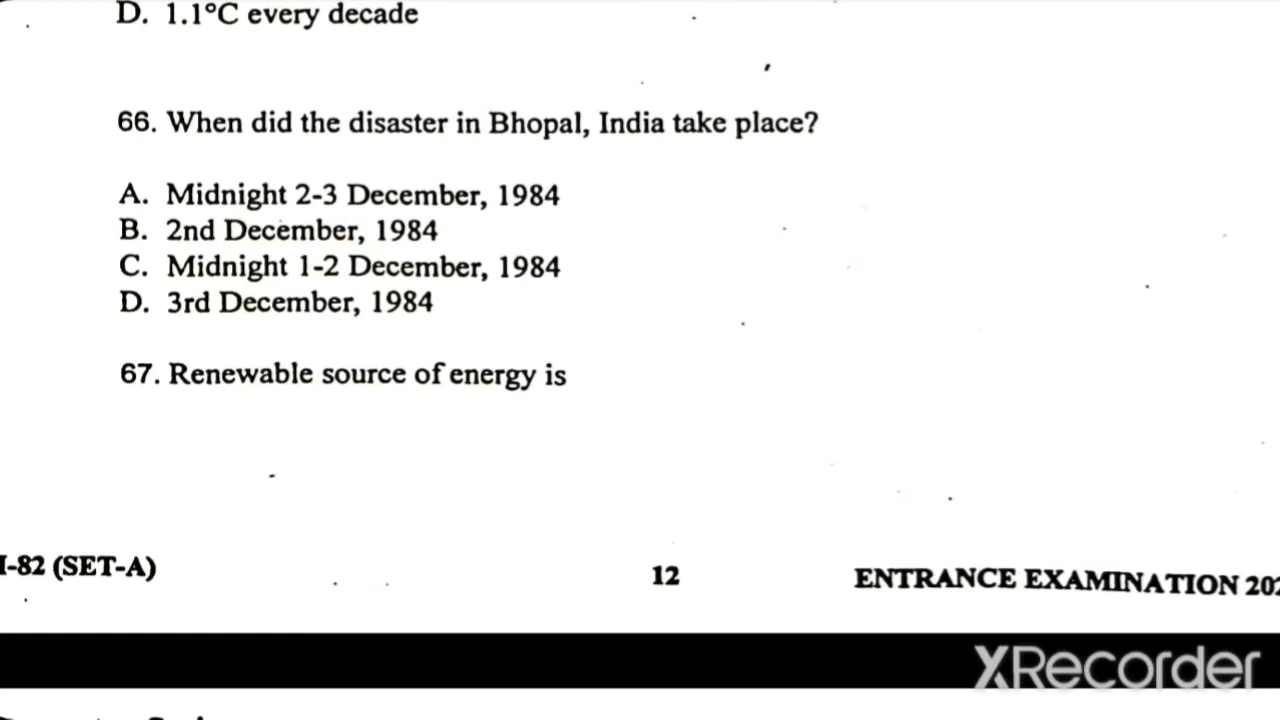 D. 1.1°C every decade
66. When did the disaster in Bhopal, India take place?
A. Midnight 2-3 December, 1984
B. 2nd December, 1984
C. Midnight 1-2 December, 1984
D. 3rd December, 1984
67. Renewable source of energy is
I-82 (SET-A) 12 ENTRANCE EXAMINATION 202
XRecorder